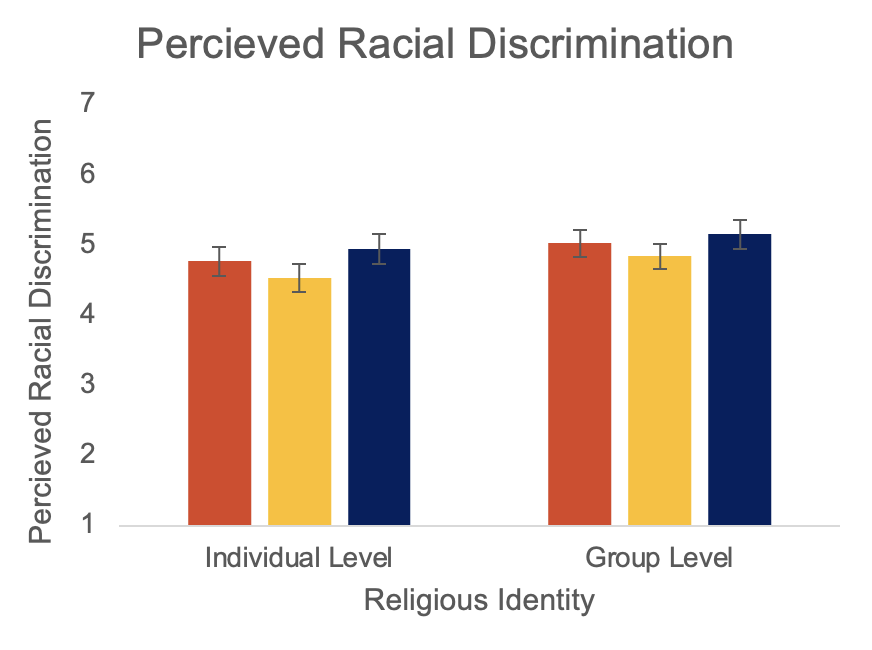 Percieved Racial Discrimination
Percieved Racial Discrimination
7
6
5
4
3
2
1
Individual Level
Group Level
Religious Identity